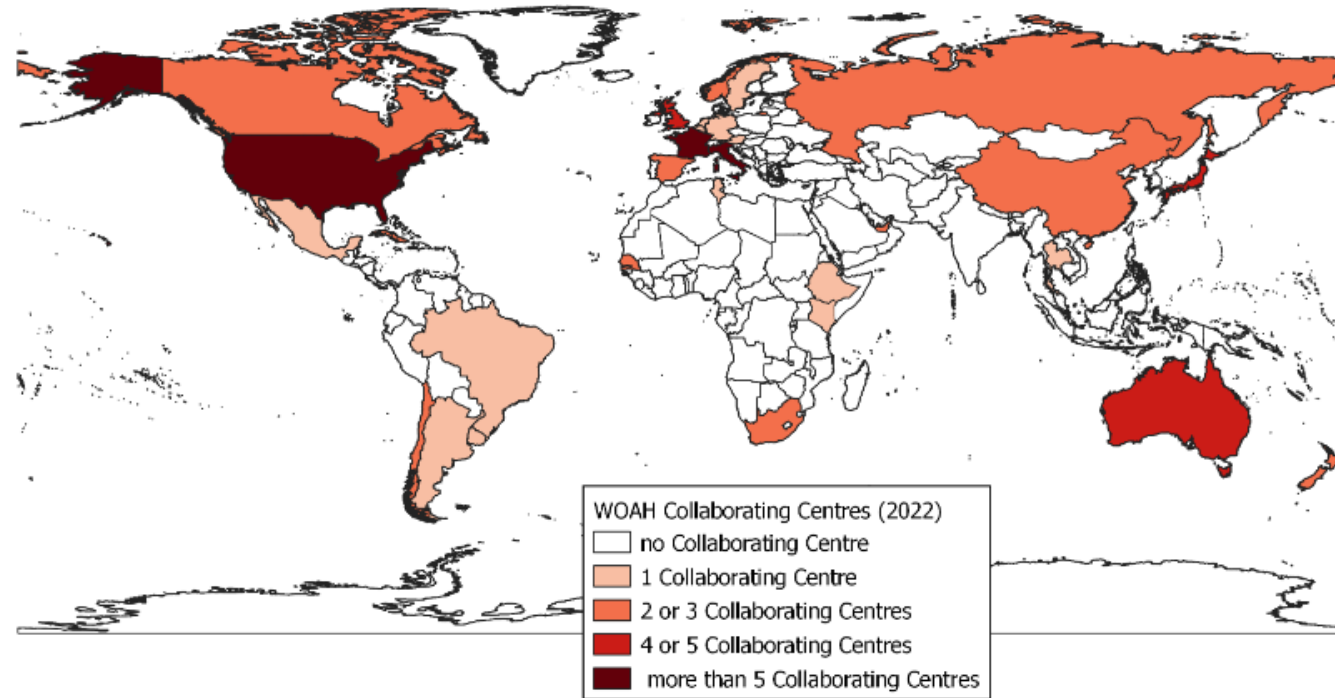 WOAH Collaborating Centres (2022)
no Collaborating Centre
1 Collaborating Centre
2 or 3 Collaborating Centres
4 or 5 Collaborating Centres
more than 5 Collaborating Centres